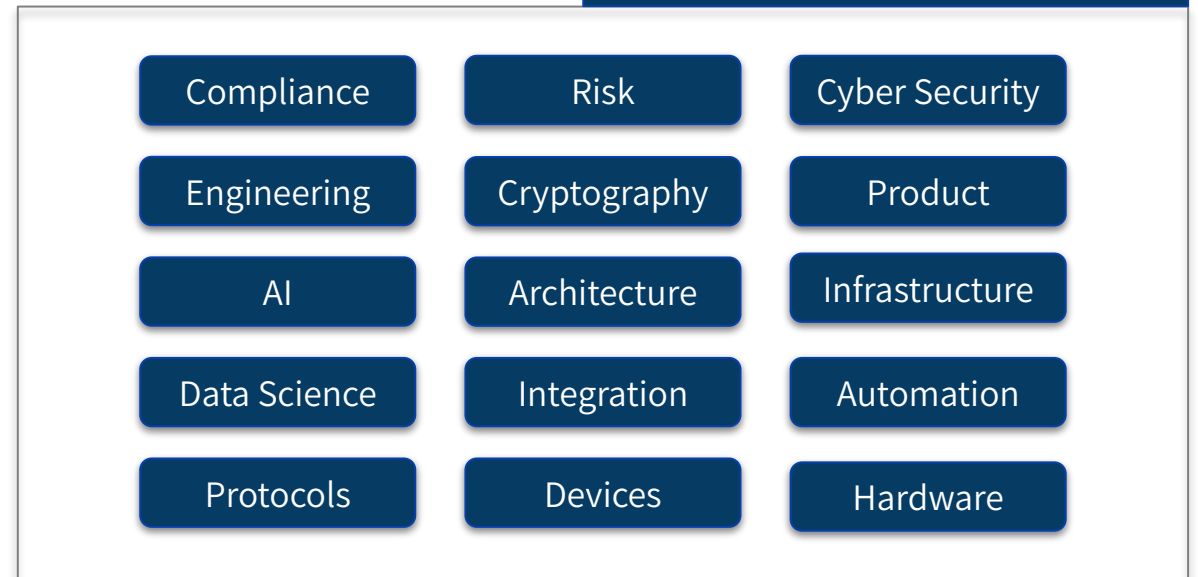 Compliance
Risk
Cyber Security
Engineering
Cryptography
Product
AI
Architecture
Infrastructure
Data Science
Integration
Automation
Protocols
Devices
Hardware